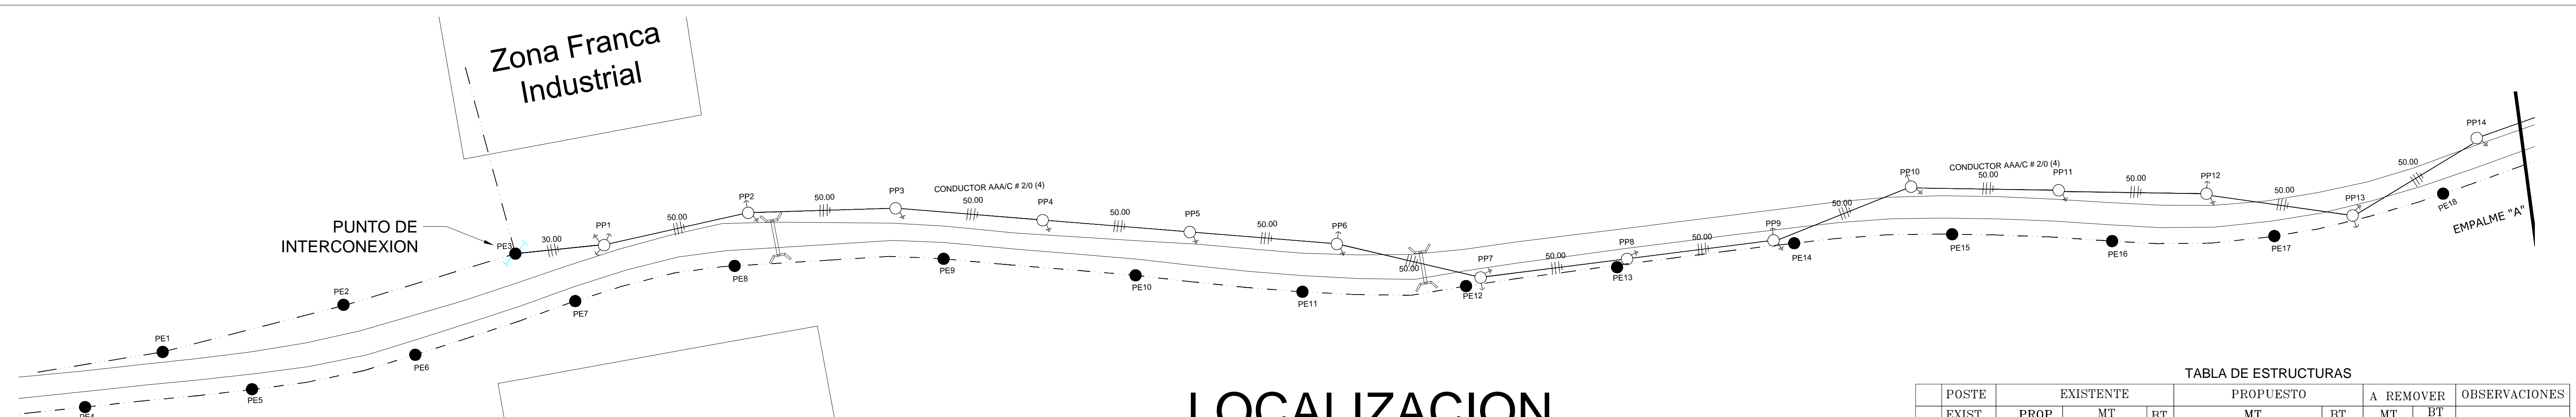 Zona Franca
Industrial
PUNTO DE
INTERCONEXION
PE3
30.00
PP1
50.00
PP2
50.00
PP3
CONDUCTOR AAA/C # 2/0 (4)
50.00
PP4
50.00
PP5
50.00
PP6
50.00
PP7
50.00
PP8
50.00
PP9
50.00
PP10
CONDUCTOR AAA/C # 2/0 (4)
50.00
PP11
50.00
PP12
50.00
PP13
50.00
PP14
PE1
PE2
PE4
PE5
PE6
PE7
PE8
PE9
PE10
PE11
PE12
PE13
PE14
PE15
PE16
PE17
PE18
EMPALME "A"
LOCALIZACION
TABLA DE ESTRUCTURAS
POSTE EXISTENTE PROPUESTO A REMOVER OBSERVACIONES
EXIST PROP MT BT MT BT MT BT